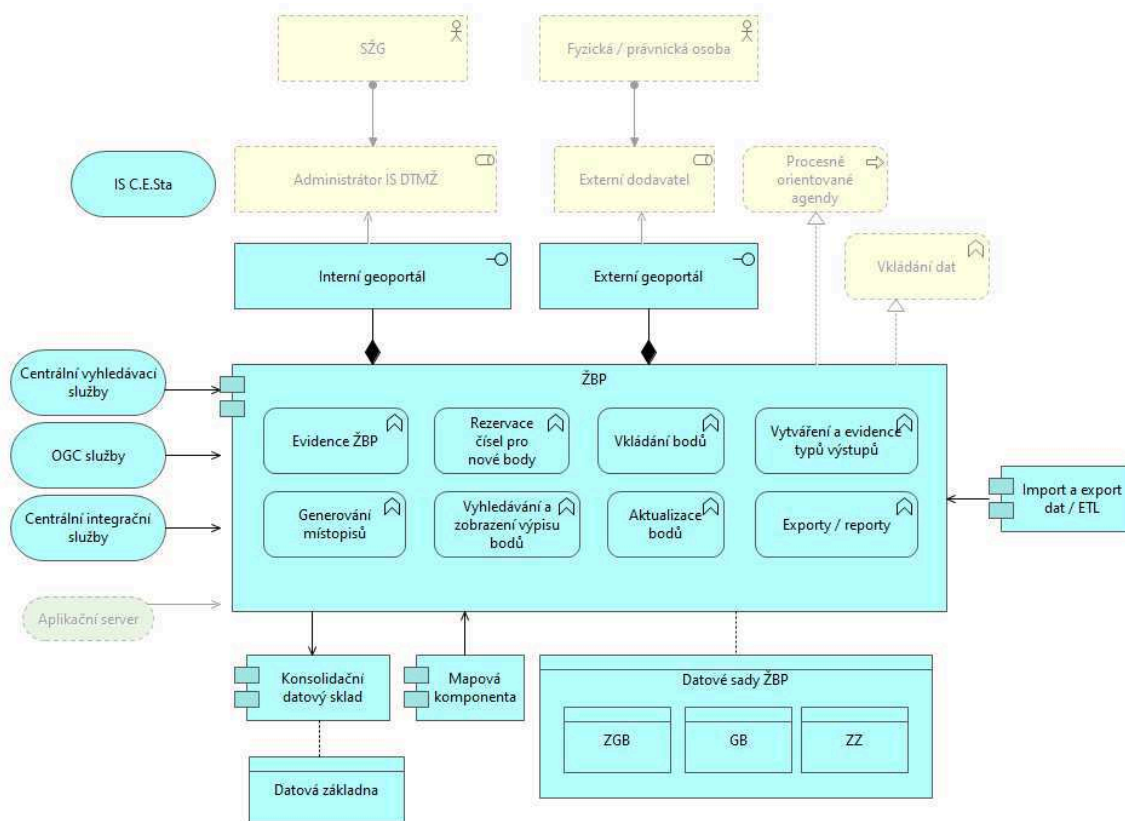 SŽG
Fyzická / právnická osoba
IS C.E.Sta
Administrátor IS DTMŽ
Externí dodavatel
Procesně
orientované
agendy
Vkládání dat
Interní geoportál
Externí geoportál
Centrální vyhledávací
služby
OGC služby
Centrální integrační
služby
Aplikační server
ŽBP
Evidence ŽBP
Rezervace
čísel pro
nové body
Vkládání bodů
Vytváření a evidence
typů výstupů
Generování
místopisů
Vyhledávání a
zobrazení výpisu
bodů
Aktualizace
bodů
Exporty / reporty
Import a export
dat / ETL
Konsolidační
datový sklad
Mapová
komponenta
Datové sady ŽBP
ZGB
GB
ZZ
Datová základna